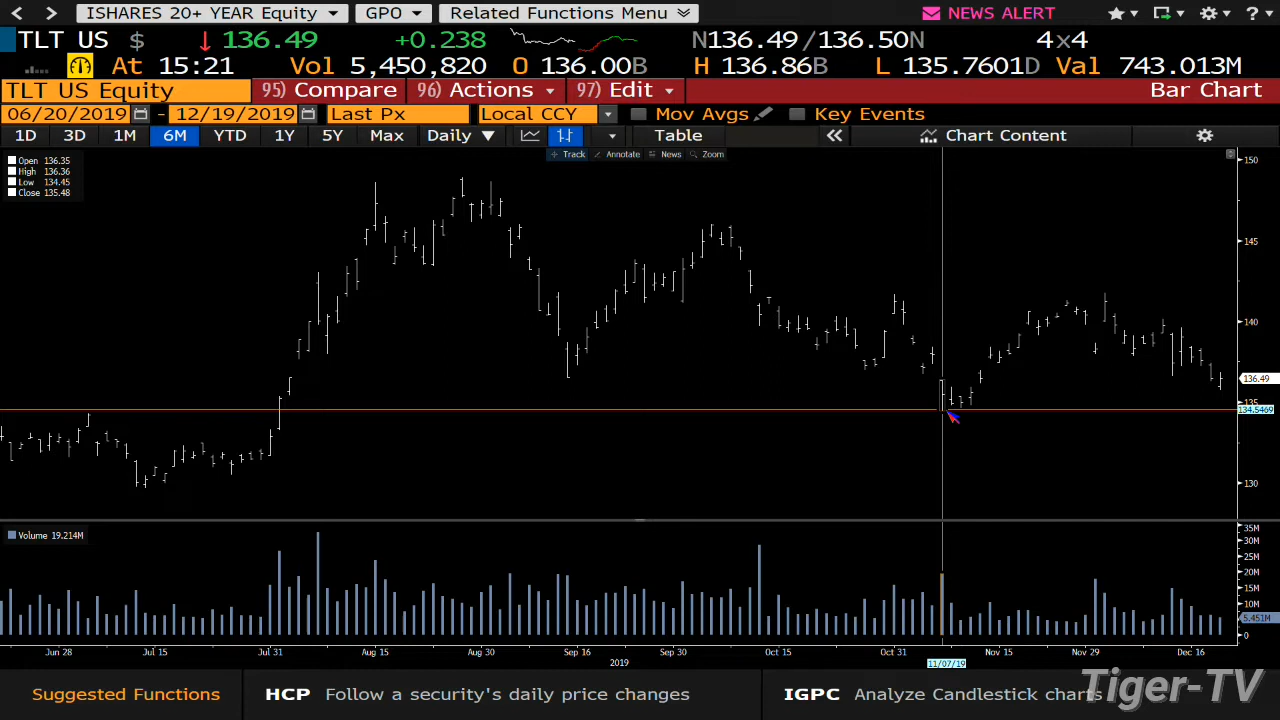 ISHARES 20+ YEAR Equity GPO Related Functions Menu NEWS ALERT ?
TLT US $ 136.49 +0.238 N136.49 /136.50N 4x4
At 15:21 Vol 5,450,820 O 136.00B H 136.86B L 135.7601D Val 743.013M
TLT US Equity 95) Compare 96) Actions 97) Edit Bar Chart
06/20/2019 - 12/19/2019 Last Px Local CCY Mov Avgs Key Events
1D 3D 1M 6M YTD 1Y 5Y Max Daily Table Chart Content
Track Annotate News Zoom
Open 136.35
High 136.36
Low 134.45
Close 135.48
150
145
140
136.49
135
134.5469
130
Volume 19.214M
35M
30M
25M
20M
15M
10M
5.451M
0
Jun 28 Jul 15 Jul 31 Aug 15 Aug 30 Sep 16 Sep 30 Oct 15 Oct 31 Nov 15 Nov 29 Dec 16
2019 11/07/19
Suggested Functions HCP Follow a security's daily price changes IGPC Analyze Candlestick charts
Tiger-TV